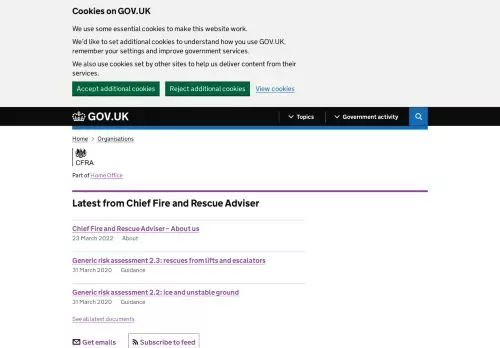 Cookies on GOV.UK
We use some essential cookies to make this website work.
We'd like to set additional cookies to understand how you use GOV.UK,
remember your settings and improve government services.
We also use cookies set by other sites to help us deliver content from their
services.
Accept additional cookies Reject additional cookies View cookies
GOV.UK Topics Government activity
Home Organisations
CFRA
Part of Home Office
Latest from Chief Fire and Rescue Adviser
Chief Fire and Rescue Adviser – About us
23 March 2022 About
Generic risk assessment 2.3: rescues from lifts and escalators
31 March 2020 Guidance
Generic risk assessment 2.2: ice and unstable ground
31 March 2020 Guidance
See all latest documents
Get emails Subscribe to feed